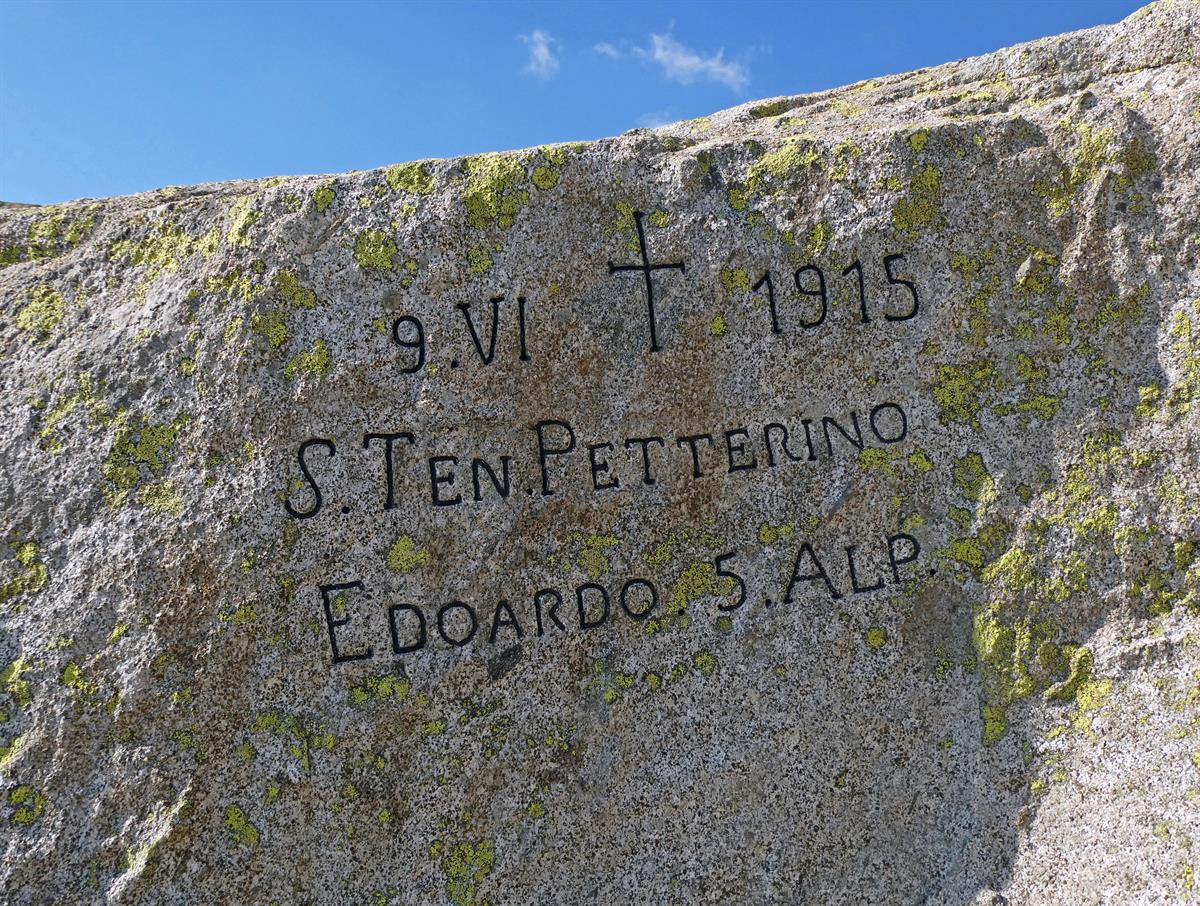 9.VI † 1915
S.TEN.PETTERINO
EDOARDO.5.ALP.